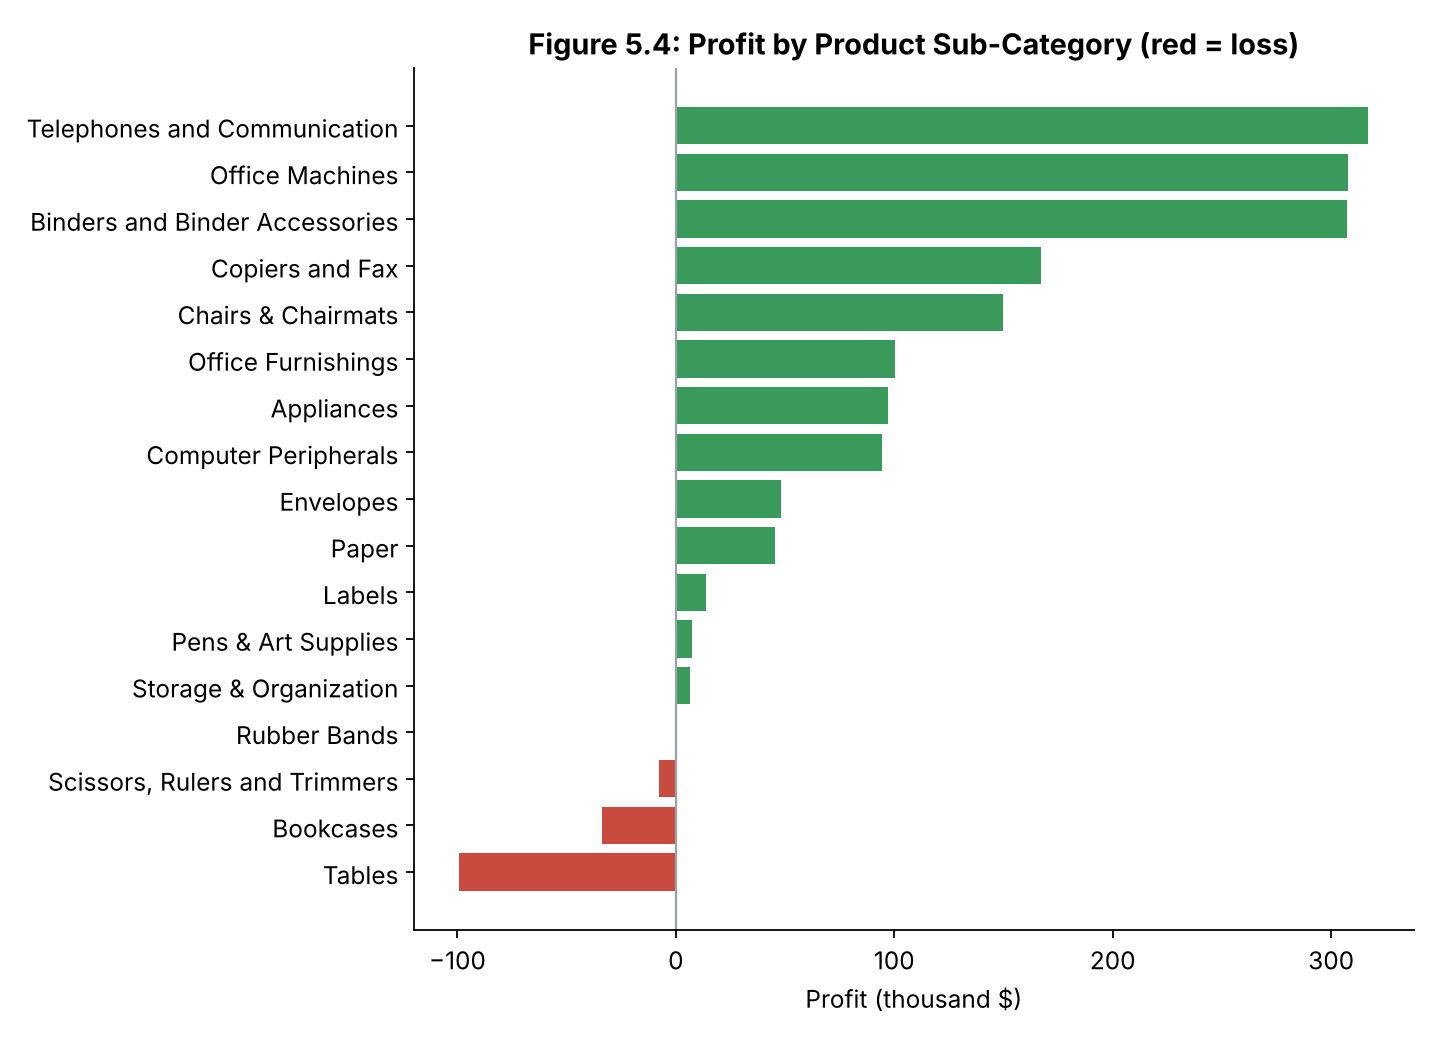 Figure 5.4: Profit by Product Sub-Category (red = loss)
Telephones and Communication
Office Machines
Binders and Binder Accessories
Copiers and Fax
Chairs & Chairmats
Office Furnishings
Appliances
Computer Peripherals
Envelopes
Paper
Labels
Pens & Art Supplies
Storage & Organization
Rubber Bands
Scissors, Rulers and Trimmers
Bookcases
Tables
−100 0 100 200 300
Profit (thousand $)